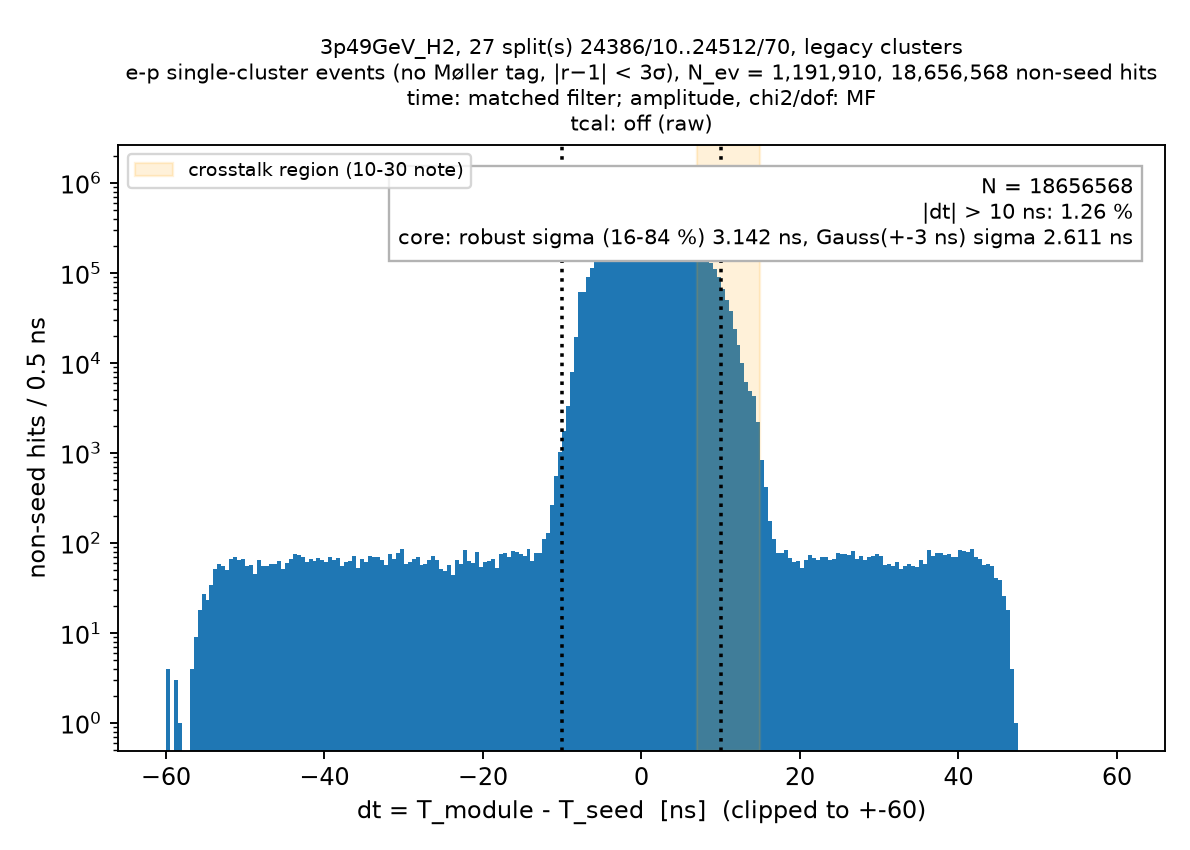 3p49GeV_H2, 27 split(s) 24386/10..24512/70, legacy clusters
e-p single-cluster events (no Møller tag, |r−1| < 3σ), N_ev = 1,191,910, 18,656,568 non-seed hits
time: matched filter; amplitude, chi2/dof: MF
tcal: off (raw)
crosstalk region (10-30 note)
N = 18656568
|dt| > 10 ns: 1.26 %
core: robust sigma (16-84 %) 3.142 ns, Gauss(+-3 ns) sigma 2.611 ns
non-seed hits / 0.5 ns
10⁶
10⁵
10⁴
10³
10²
10¹
10⁰
−60 −40 −20 0 20 40 60
dt = T_module - T_seed [ns] (clipped to +-60)